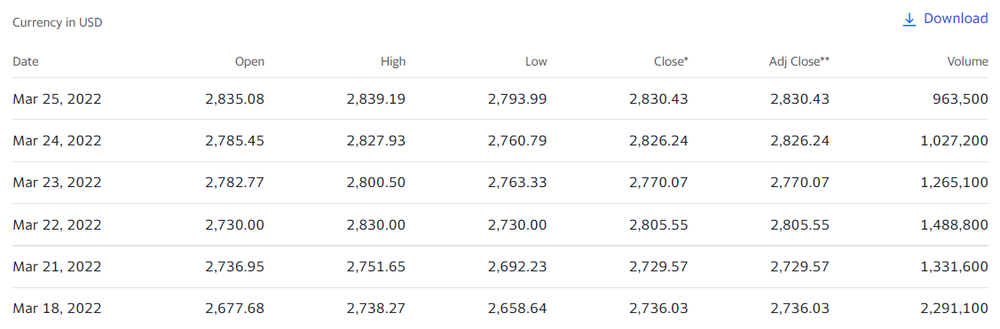 Currency in USD Download
Date Open High Low Close* Adj Close** Volume
Mar 25, 2022 2,835.08 2,839.19 2,793.99 2,830.43 2,830.43 963,500
Mar 24, 2022 2,785.45 2,827.93 2,760.79 2,826.24 2,826.24 1,027,200
Mar 23, 2022 2,782.77 2,800.50 2,763.33 2,770.07 2,770.07 1,265,100
Mar 22, 2022 2,730.00 2,830.00 2,730.00 2,805.55 2,805.55 1,488,800
Mar 21, 2022 2,736.95 2,751.65 2,692.23 2,729.57 2,729.57 1,331,600
Mar 18, 2022 2,677.68 2,738.27 2,658.64 2,736.03 2,736.03 2,291,100